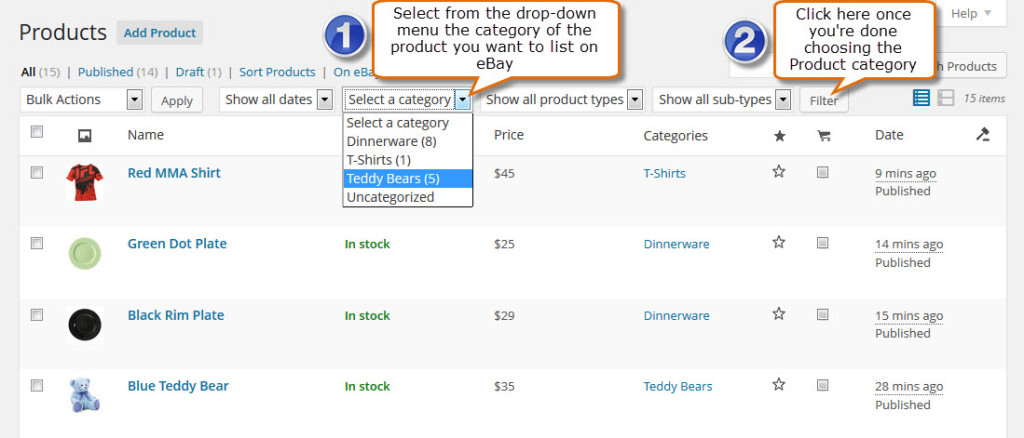 Products Add Product
Help
1
Select from the drop-down
menu the category of the
product you want to list on
eBay
2
Click here once
you're done
choosing the
Product category
All (15) | Published (14) | Draft (1) | Sort Products | On
Products
Bulk Actions Apply Show all dates Select a category Show all product types Show all sub-types Filter 15 items
Select a category
Dinnerware (8)
T-Shirts (1)
Teddy Bears (5)
Uncategorized
Name Price Categories Date
Red MMA Shirt $45 T-Shirts 9 mins ago
Published
Green Dot Plate In stock $25 Dinnerware 14 mins ago
Published
Black Rim Plate In stock $29 Dinnerware 15 mins ago
Published
Blue Teddy Bear In stock $35 Teddy Bears 28 mins ago
Published